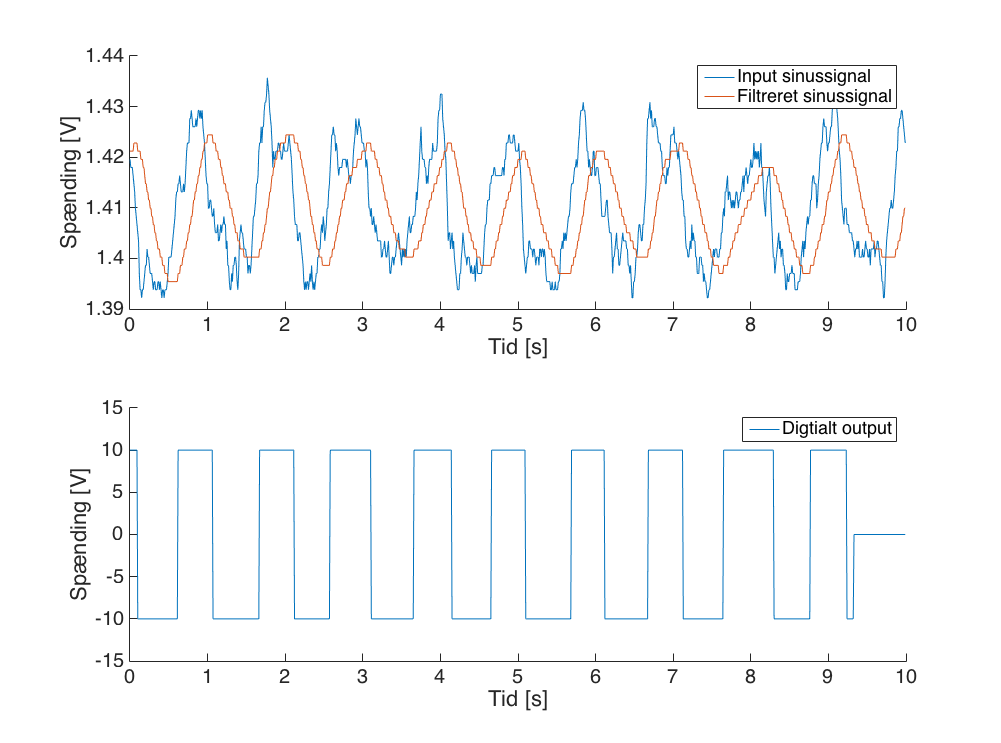 1.44
1.43
1.42
1.41
1.4
1.39
Spænding [V]
Input sinussignal
Filtreret sinussignal
0 1 2 3 4 5 6 7 8 9 10
Tid [s]
15
10
5
0
-5
-10
-15
Spænding [V]
Digtialt output
0 1 2 3 4 5 6 7 8 9 10
Tid [s]